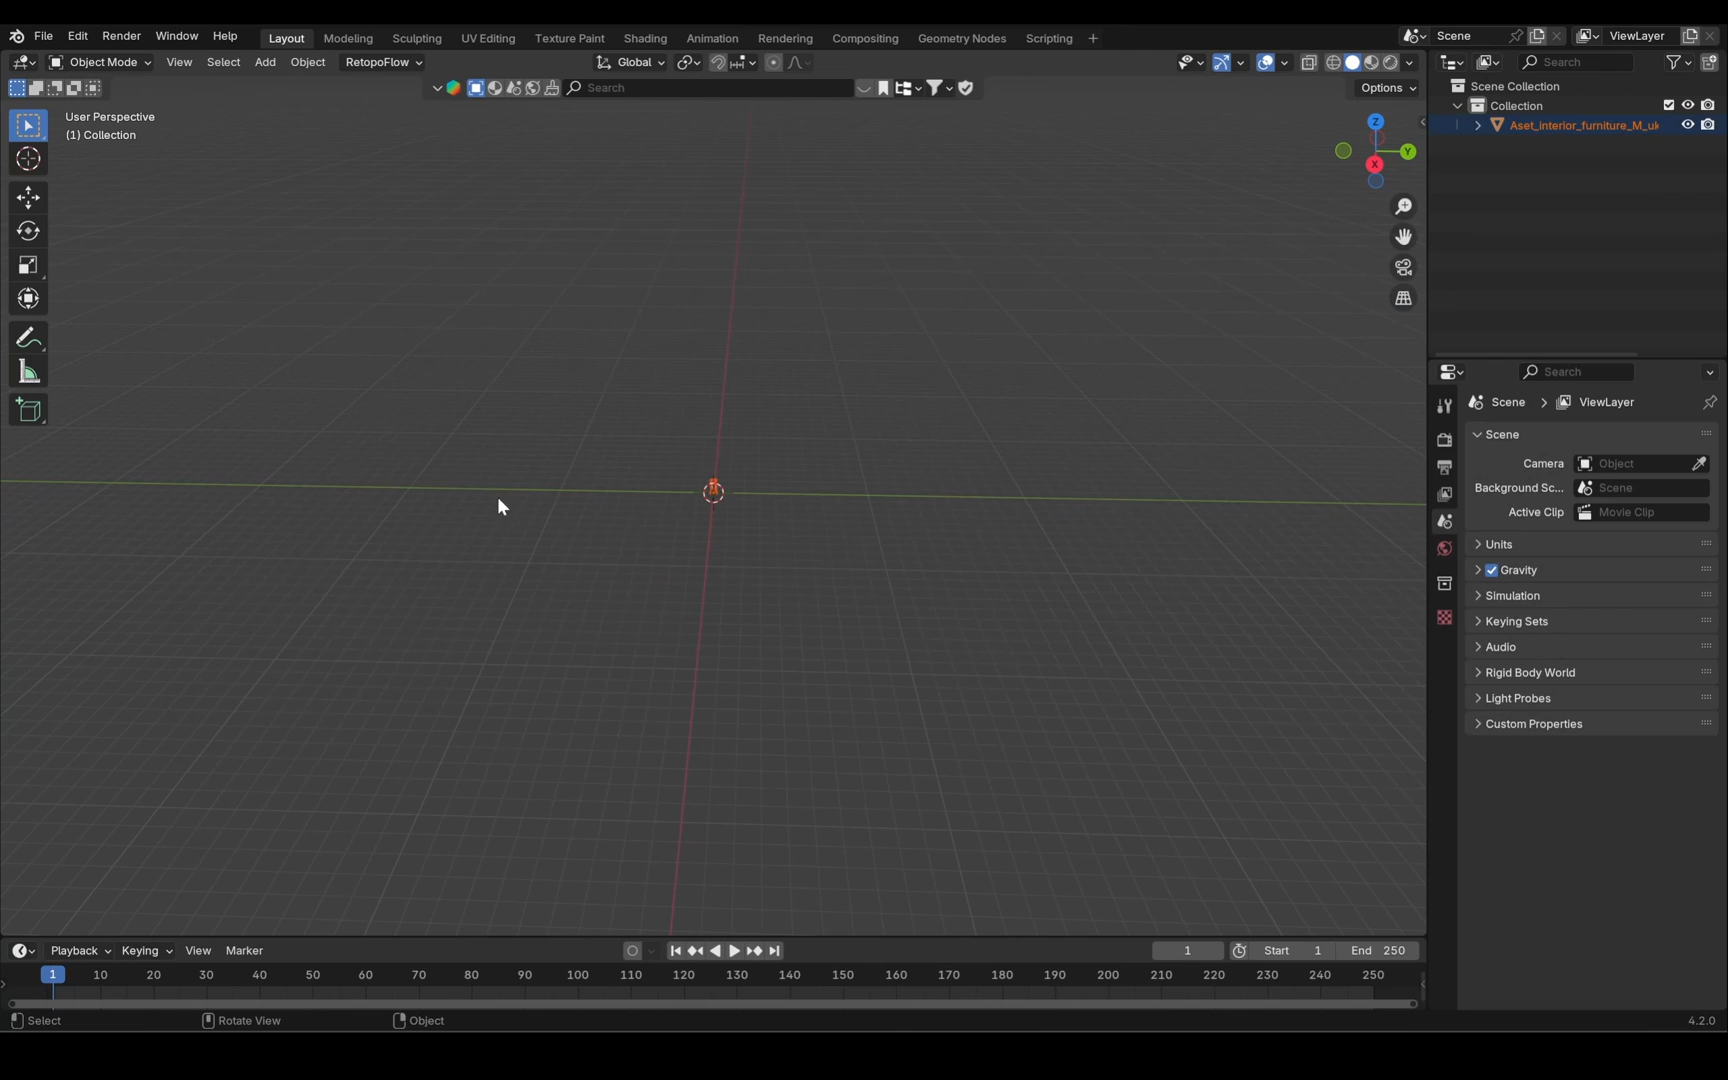 File Edit Render Window Help Layout Modeling Sculpting UV Editing Texture Paint Shading Animation Rendering Compositing Geometry Nodes Scripting + Scene ViewLayer
Object Mode View Select Add Object RetopoFlow Global Search
Search Options
User Perspective
(1) Collection
Z
Y
X
Scene Collection
Collection
Aset_interior_furniture_M_uk
Search
Scene > ViewLayer
Scene
Camera Object
Background Sc... Scene
Active Clip Movie Clip
Units
Gravity
Simulation
Keying Sets
Audio
Rigid Body World
Light Probes
Custom Properties
Playback Keying View Marker 1 Start 1 End 250
1 10 20 30 40 50 60 70 80 90 100 110 120 130 140 150 160 170 180 190 200 210 220 230 240 250
Select Rotate View Object 4.2.0